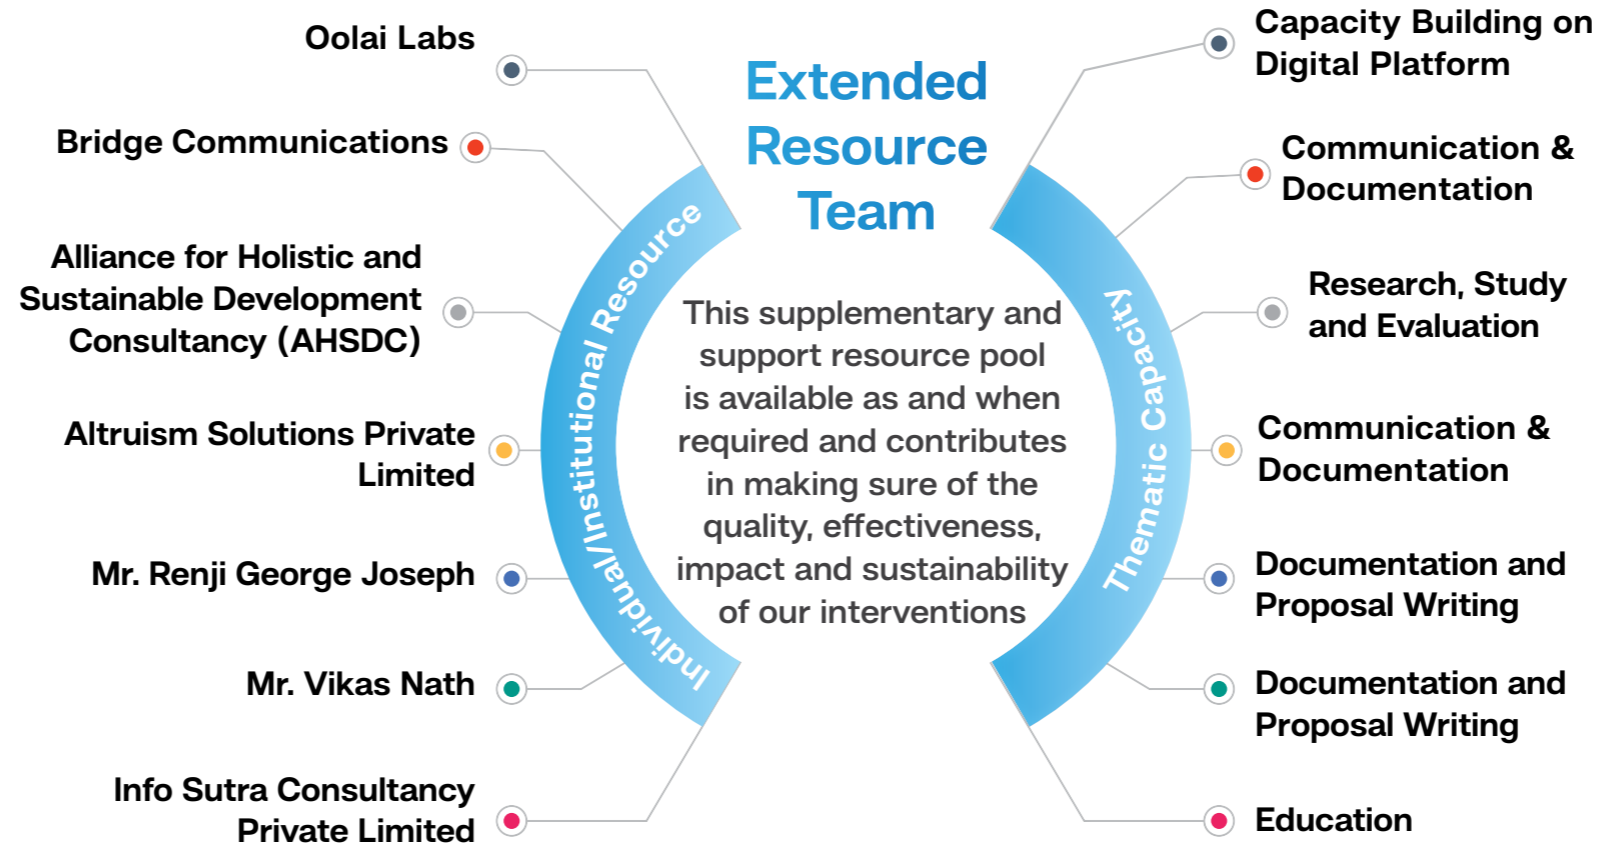 Extended
Resource
Team
This supplementary and
support resource pool
is available as and when
required and contributes
in making sure of the
quality, effectiveness,
impact and sustainability
of our interventions
Individual/Institutional Resource
Oolai Labs
Bridge Communications
Alliance for Holistic and
Sustainable Development
Consultancy (AHSDC)
Altruism Solutions Private
Limited
Mr. Renji George Joseph
Mr. Vikas Nath
Info Sutra Consultancy
Private Limited
Thematic Capacity
Capacity Building on
Digital Platform
Communication &
Documentation
Research, Study
and Evaluation
Communication &
Documentation
Documentation and
Proposal Writing
Documentation and
Proposal Writing
Education